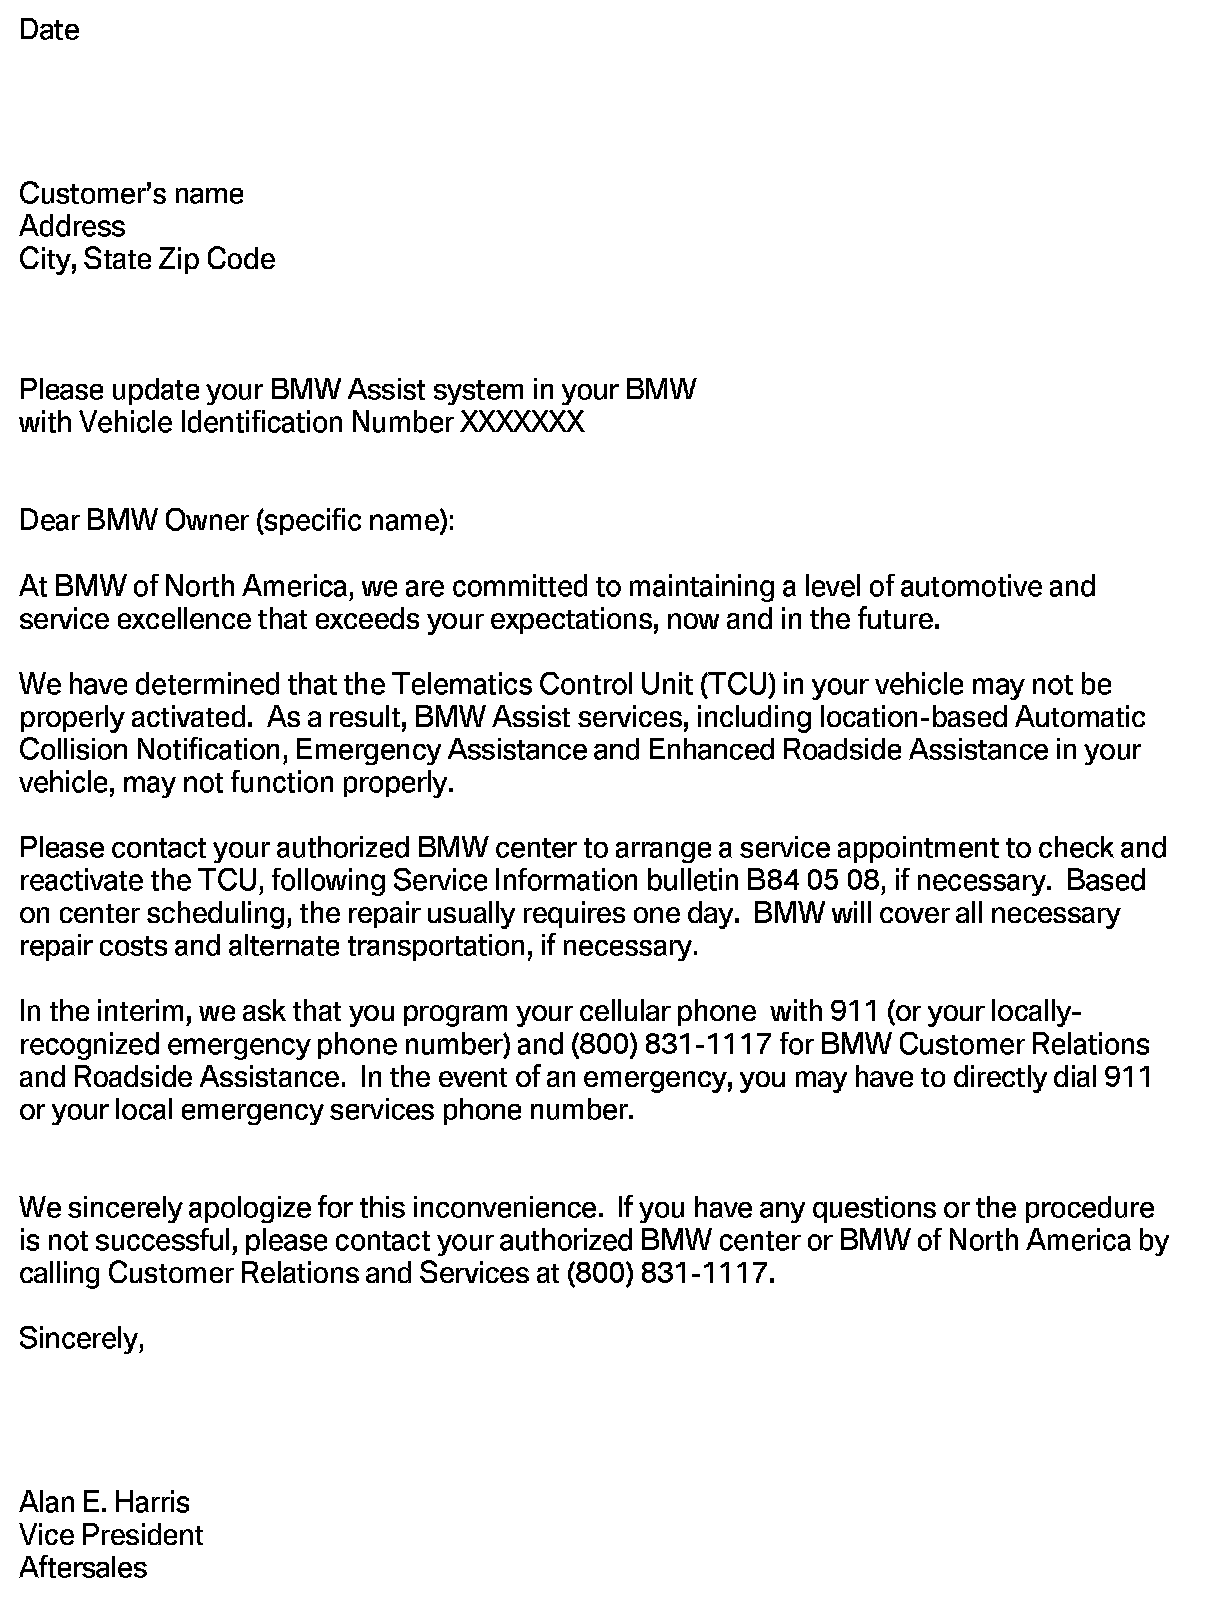 Date
Customer's name
Address
City, State Zip Code
Please update your BMW Assist system in your BMW
with Vehicle Identification Number XXXXXXX
Dear BMW Owner (specific name):
At BMW of North America, we are committed to maintaining a level of automotive and
service excellence that exceeds your expectations, now and in the future.
We have determined that the Telematics Control Unit (TCU) in your vehicle may not be
properly activated.  As a result, BMW Assist services, including location-based Automatic
Collision Notification, Emergency Assistance and Enhanced Roadside Assistance in your
vehicle, may not function properly.
Please contact your authorized BMW center to arrange a service appointment to check and
reactivate the TCU, following Service Information bulletin B84 05 08, if necessary.  Based
on center scheduling, the repair usually requires one day.  BMW will cover all necessary
repair costs and alternate transportation, if necessary.
In the interim, we ask that you program your cellular phone  with 911 (or your locally-
recognized emergency phone number) and (800) 831-1117 for BMW Customer Relations
and Roadside Assistance.  In the event of an emergency, you may have to directly dial 911
or your local emergency services phone number.
We sincerely apologize for this inconvenience.  If you have any questions or the procedure
is not successful, please contact your authorized BMW center or BMW of North America by
calling Customer Relations and Services at (800) 831-1117.
Sincerely,
Alan E. Harris
Vice President
Aftersales